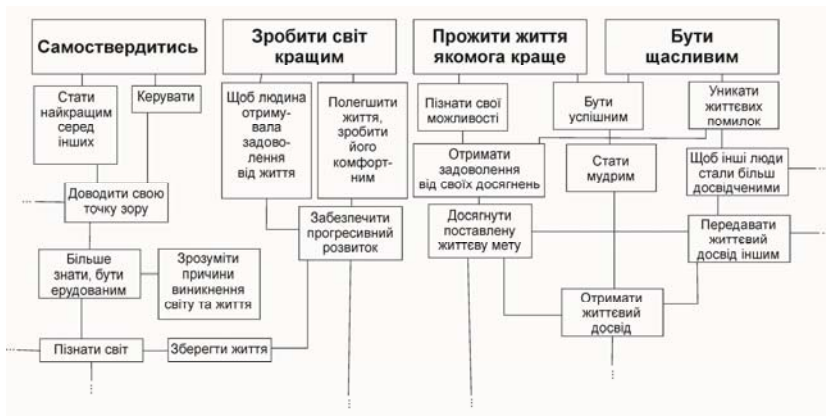 Самоствердитись
Зробити світ
кращим
Прожити життя
якомога краще
Бути
щасливим
Стати
найкращим
серед
інших
Керувати
Щоб людина
отриму-
вала
задово-
лення
від життя
Полегшити
життя,
зробити
його
комфорт-
ним
Пізнати свої
можливості
Бути
успішним
Уникати
життєвих
помилок
Отримати
задоволення
від своїх досягнень
Стати
мудрим
Щоб інші люди
стали більш
досвідченими
Доводити свою
точку зору
Забезпечити
прогресивний
розвиток
Досягнути
поставлену
життєву мету
Передавати
життєвий
досвід іншим
Більше
знати, бути
ерудованим
Зрозуміти
причини
виникнення
світу та життя
Отримати
життєвий
досвід
Пізнати світ
Зберегти життя